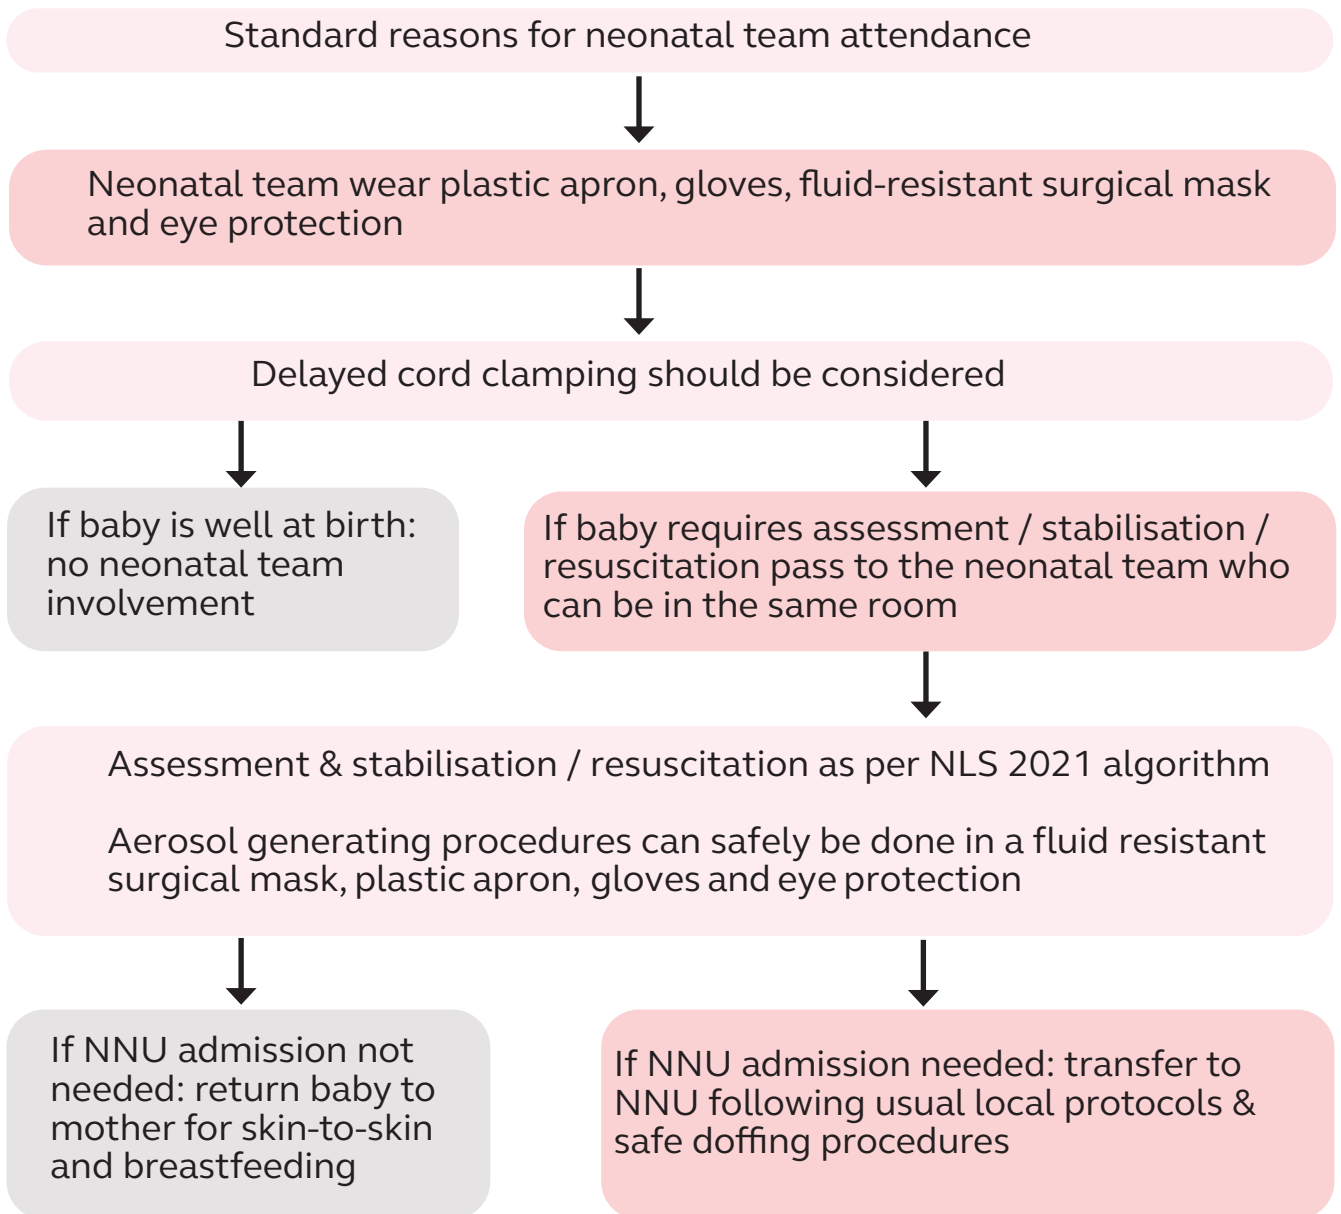 Standard reasons for neonatal team attendance
Neonatal team wear plastic apron, gloves, fluid-resistant surgical mask
and eye protection
Delayed cord clamping should be considered
If baby is well at birth:
no neonatal team
involvement
If baby requires assessment / stabilisation /
resuscitation pass to the neonatal team who
can be in the same room
Assessment & stabilisation / resuscitation as per NLS 2021 algorithm
Aerosol generating procedures can safely be done in a fluid resistant
surgical mask, plastic apron, gloves and eye protection
If NNU admission not
needed: return baby to
mother for skin-to-skin
and breastfeeding
If NNU admission needed: transfer to
NNU following usual local protocols &
safe doffing procedures